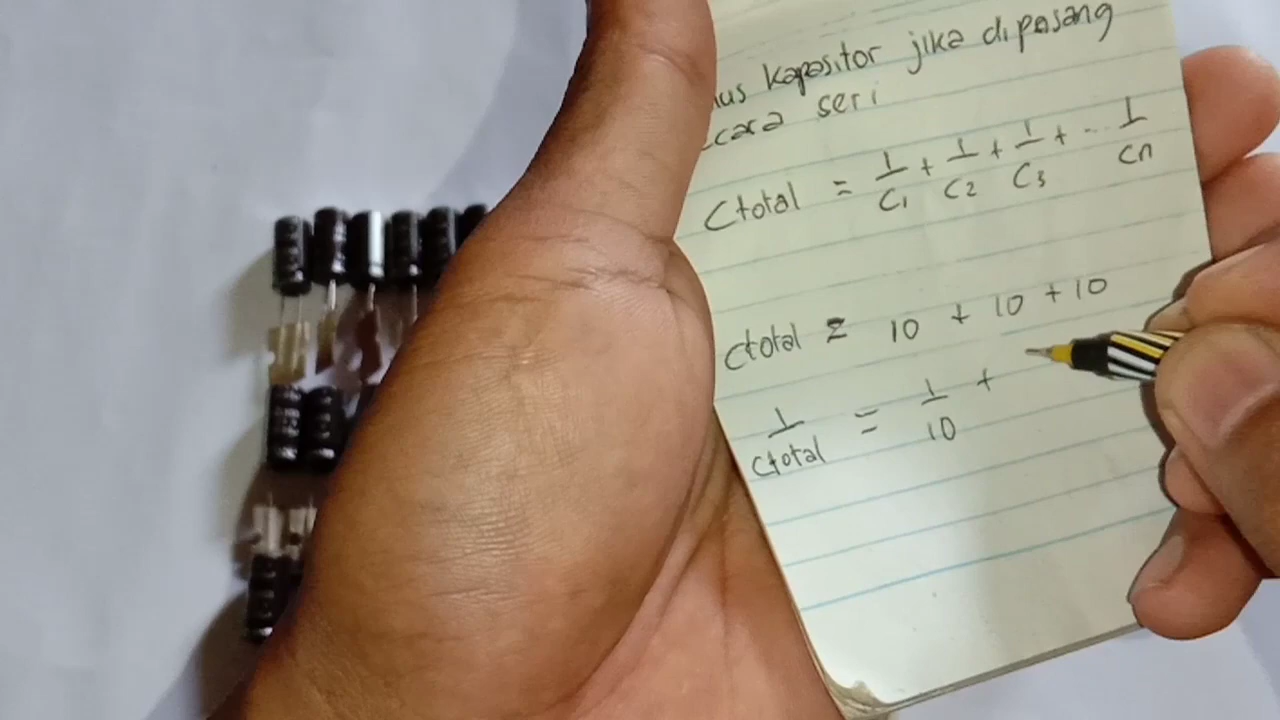 kapasitor jika dipasang
seri
Ctotal = 1/C1 + 1/C2 + 1/C3 + ... 1/Cn
Ctotal = 10 + 10 + 10
1/Ctotal = 1/10 +